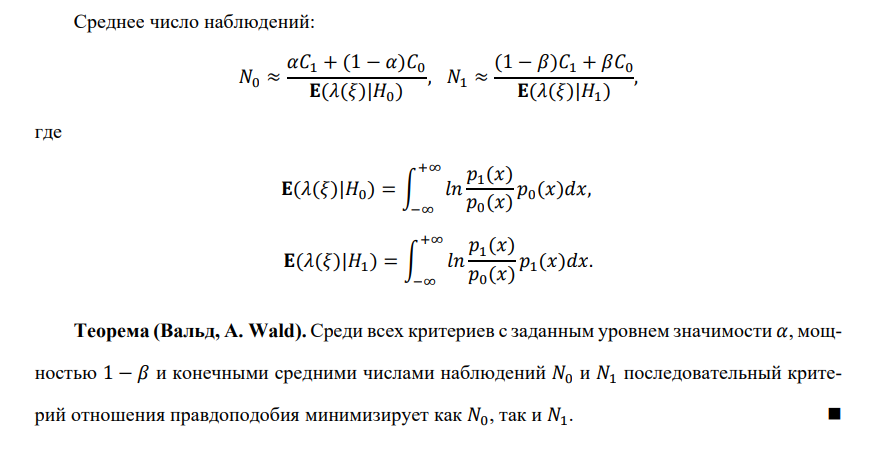 Среднее число наблюдений:
N₀ ≈ (αC₁ + (1 − α)C₀) / 𝐄(λ(ξ)|H₀), N₁ ≈ ((1 − β)C₁ + βC₀) / 𝐄(λ(ξ)|H₁),
где
𝐄(λ(ξ)|H₀) = ∫_{−∞}^{+∞} ln (p₁(x) / p₀(x)) p₀(x)dx,
𝐄(λ(ξ)|H₁) = ∫_{−∞}^{+∞} ln (p₁(x) / p₀(x)) p₁(x)dx.
Теорема (Вальд, A. Wald). Среди всех критериев с заданным уровнем значимости α, мощ-
ностью 1 − β и конечными средними числами наблюдений N₀ и N₁ последовательный крите-
рий отношения правдоподобия минимизирует как N₀, так и N₁. ■